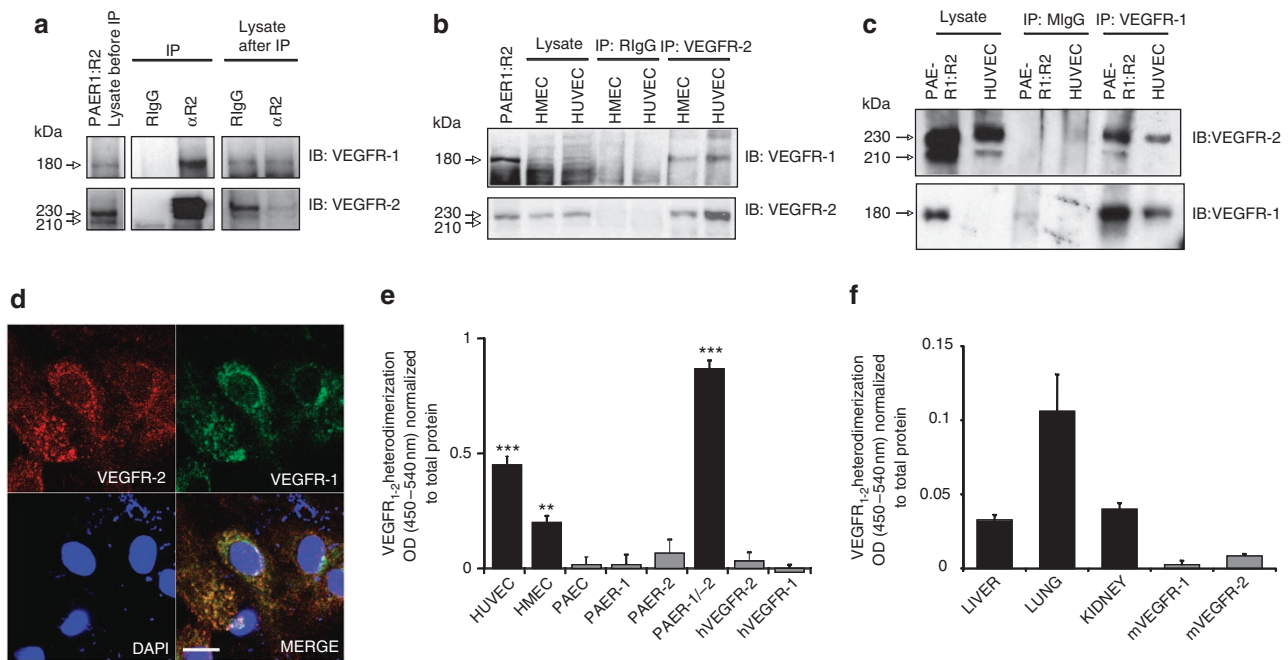 a
PAER1:R2
Lysate before IP
IP
Lysate
after IP
RIgG
αR2
RIgG
αR2
kDa
180
IB: VEGFR-1
230
210
IB: VEGFR-2
b
PAER1:R2
Lysate
IP: RIgG
IP: VEGFR-2
HMEC
HUVEC
HMEC
HUVEC
HMEC
HUVEC
kDa
180
IB: VEGFR-1
230
210
IB: VEGFR-2
c
Lysate
IP: MIgG
IP: VEGFR-1
PAE-
R1:R2
HUVEC
PAE-
R1:R2
HUVEC
PAE-
R1:R2
HUVEC
kDa
230
210
IB:VEGFR-2
180
IB:VEGFR-1
d
VEGFR-2
VEGFR-1
DAPI
MERGE
e
VEGFR1-2heterodimerization
OD (450–540 nm) normalized
to total protein
1
0.5
0
***
**
***
HUVEC
HMEC
PAEC
PAER-1
PAER-2
PAER-1/-2
hVEGFR-2
hVEGFR-1
f
VEGFR1-2heterodimerization
OD (450–540 nm) normalized
to total protein
0.15
0.1
0.05
0
LIVER
LUNG
KIDNEY
mVEGFR-1
mVEGFR-2